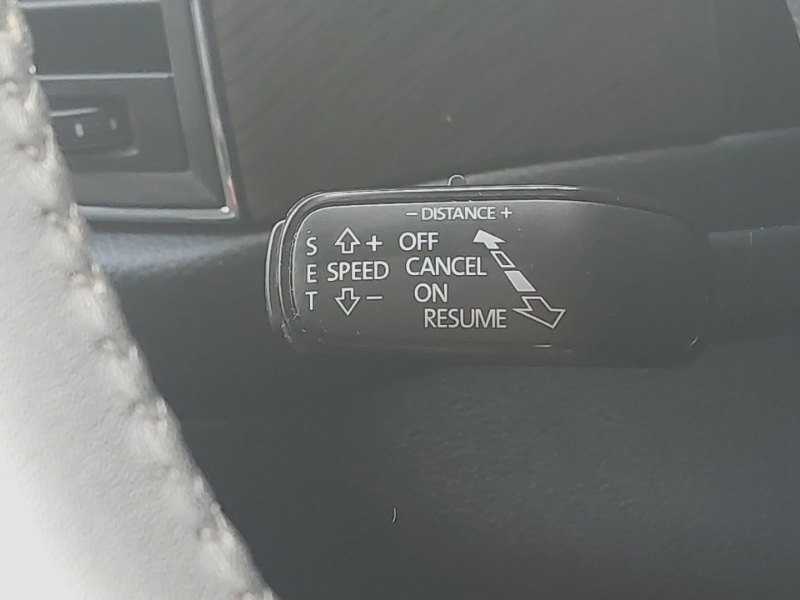 − DISTANCE +
S + OFF
E SPEED CANCEL
T − ON
RESUME